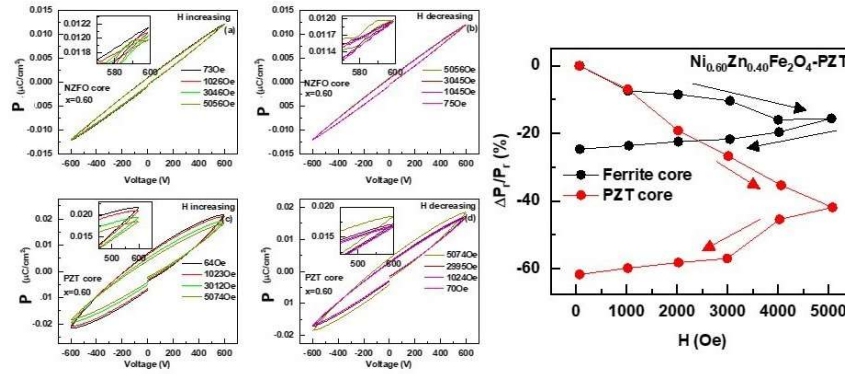 H increasing
(a)
0.0122
0.0120
0.0118
580
600
NZFO core
x=0.60
73Oe
1026Oe
3046Oe
5056Oe
0.015
0.010
0.005
0.000
-0.005
-0.010
-0.015
-600 -400 -200 0 200 400 600
Voltage (V)
P (μC/cm²)
H decreasing
(b)
0.0120
0.0117
0.0114
580
600
NZFO core
x=0.60
5056Oe
3045Oe
1045Oe
75Oe
0.015
0.010
0.005
0.000
-0.005
-0.010
-0.015
-600 -400 -200 0 200 400 600
Voltage (V)
P (μC/cm²)
H increasing
(c)
0.020
0.015
500
600
PZT core
x=0.60
64Oe
1023Oe
3012Oe
5074Oe
0.02
0.01
0.00
.01
-0.02
-600 -400 -200 0 200 400 600
Voltage (V)
P (μC/cm²)
H decreasing
(d)
0.020
0.015
500
600
PZT core
x=0.60
5074Oe
2995Oe
1024Oe
70Oe
0.02
0.01
0.00
.01
-0.02
-600 -400 -200 0 200 400 600
Voltage (V)
P (μC/cm²)
Ni0.60Zn0.40Fe2O4-PZT
0
-20
-40
-60
ΔPr/Pr (%)
Ferrite core
PZT core
0 1000 2000 3000 4000 5000
H (Oe)